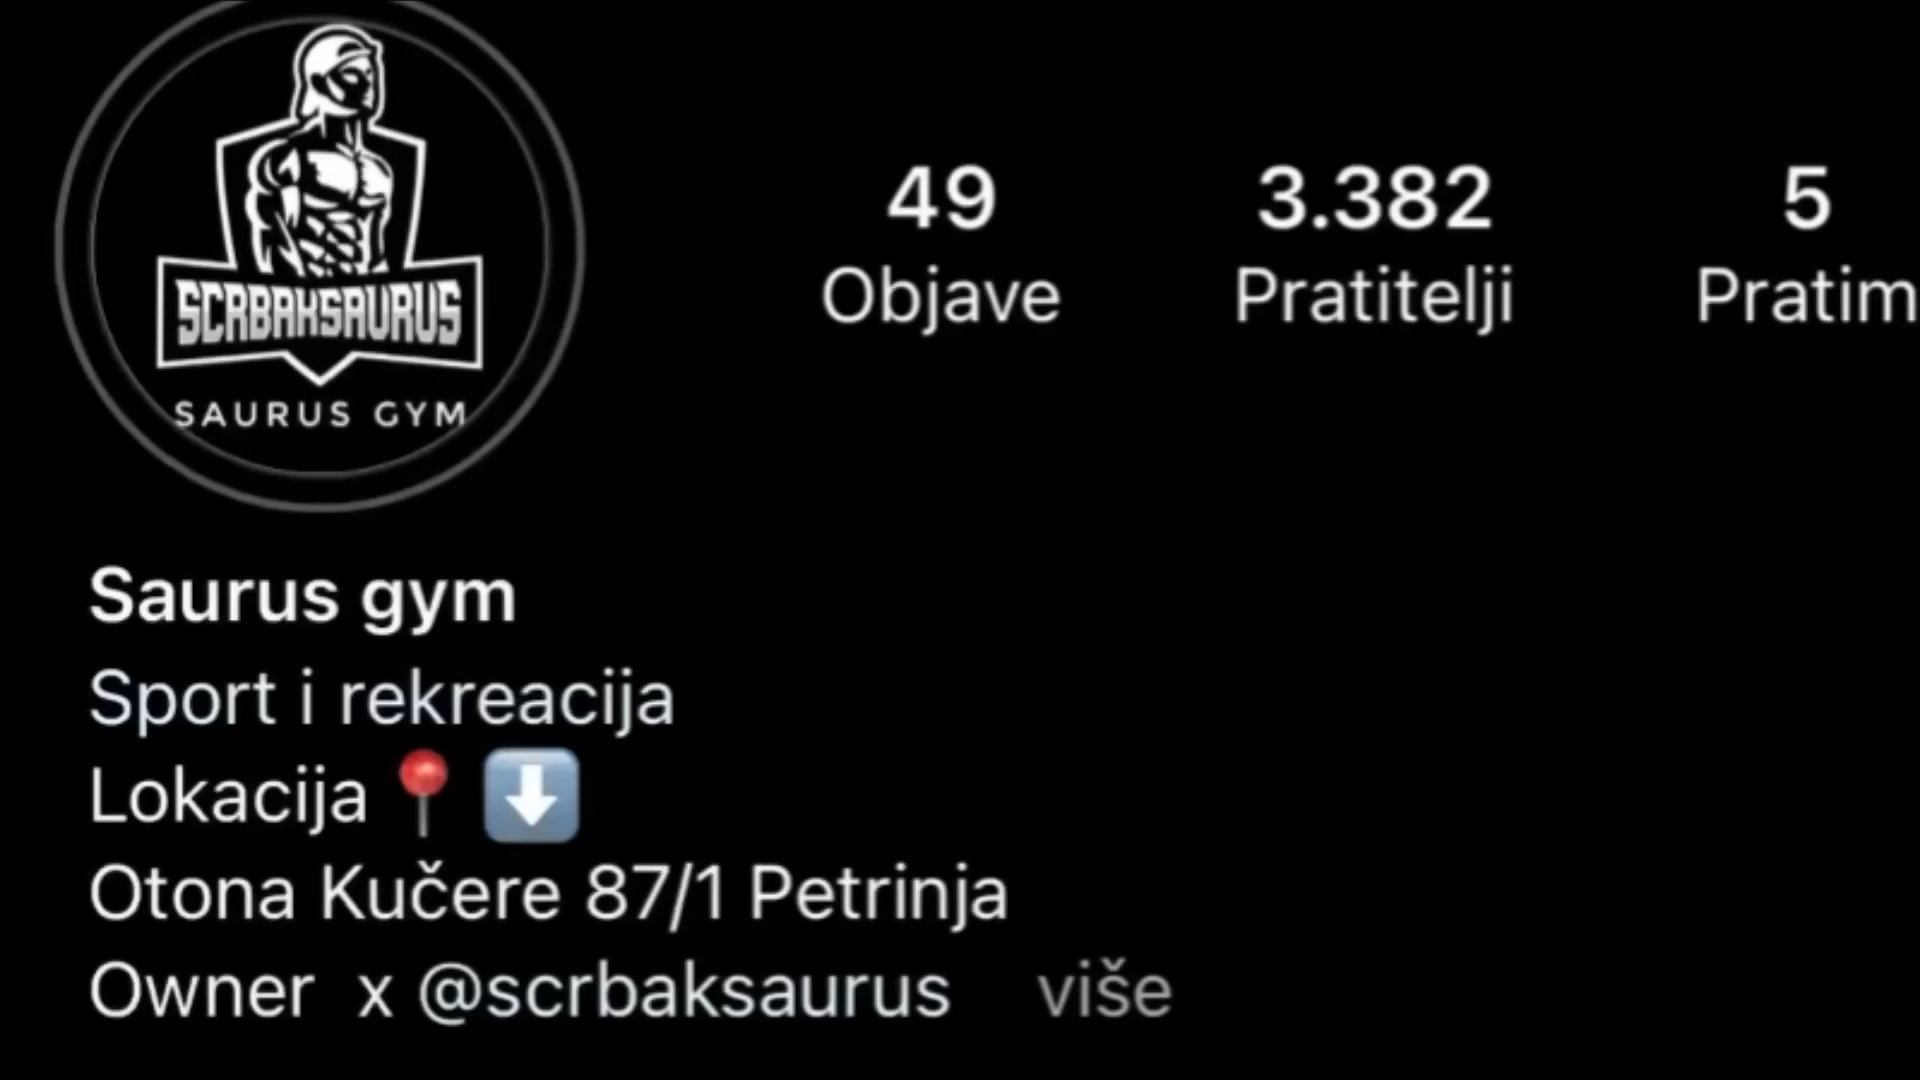 SCRBAKSAURUS
SAURUS GYM
49
Objave
3.382
Pratitelji
5
Pratim
Saurus gym
Sport i rekreacija
Lokacija 📍 ⬇️
Otona Kučere 87/1 Petrinja
Owner x @scrbaksaurus više